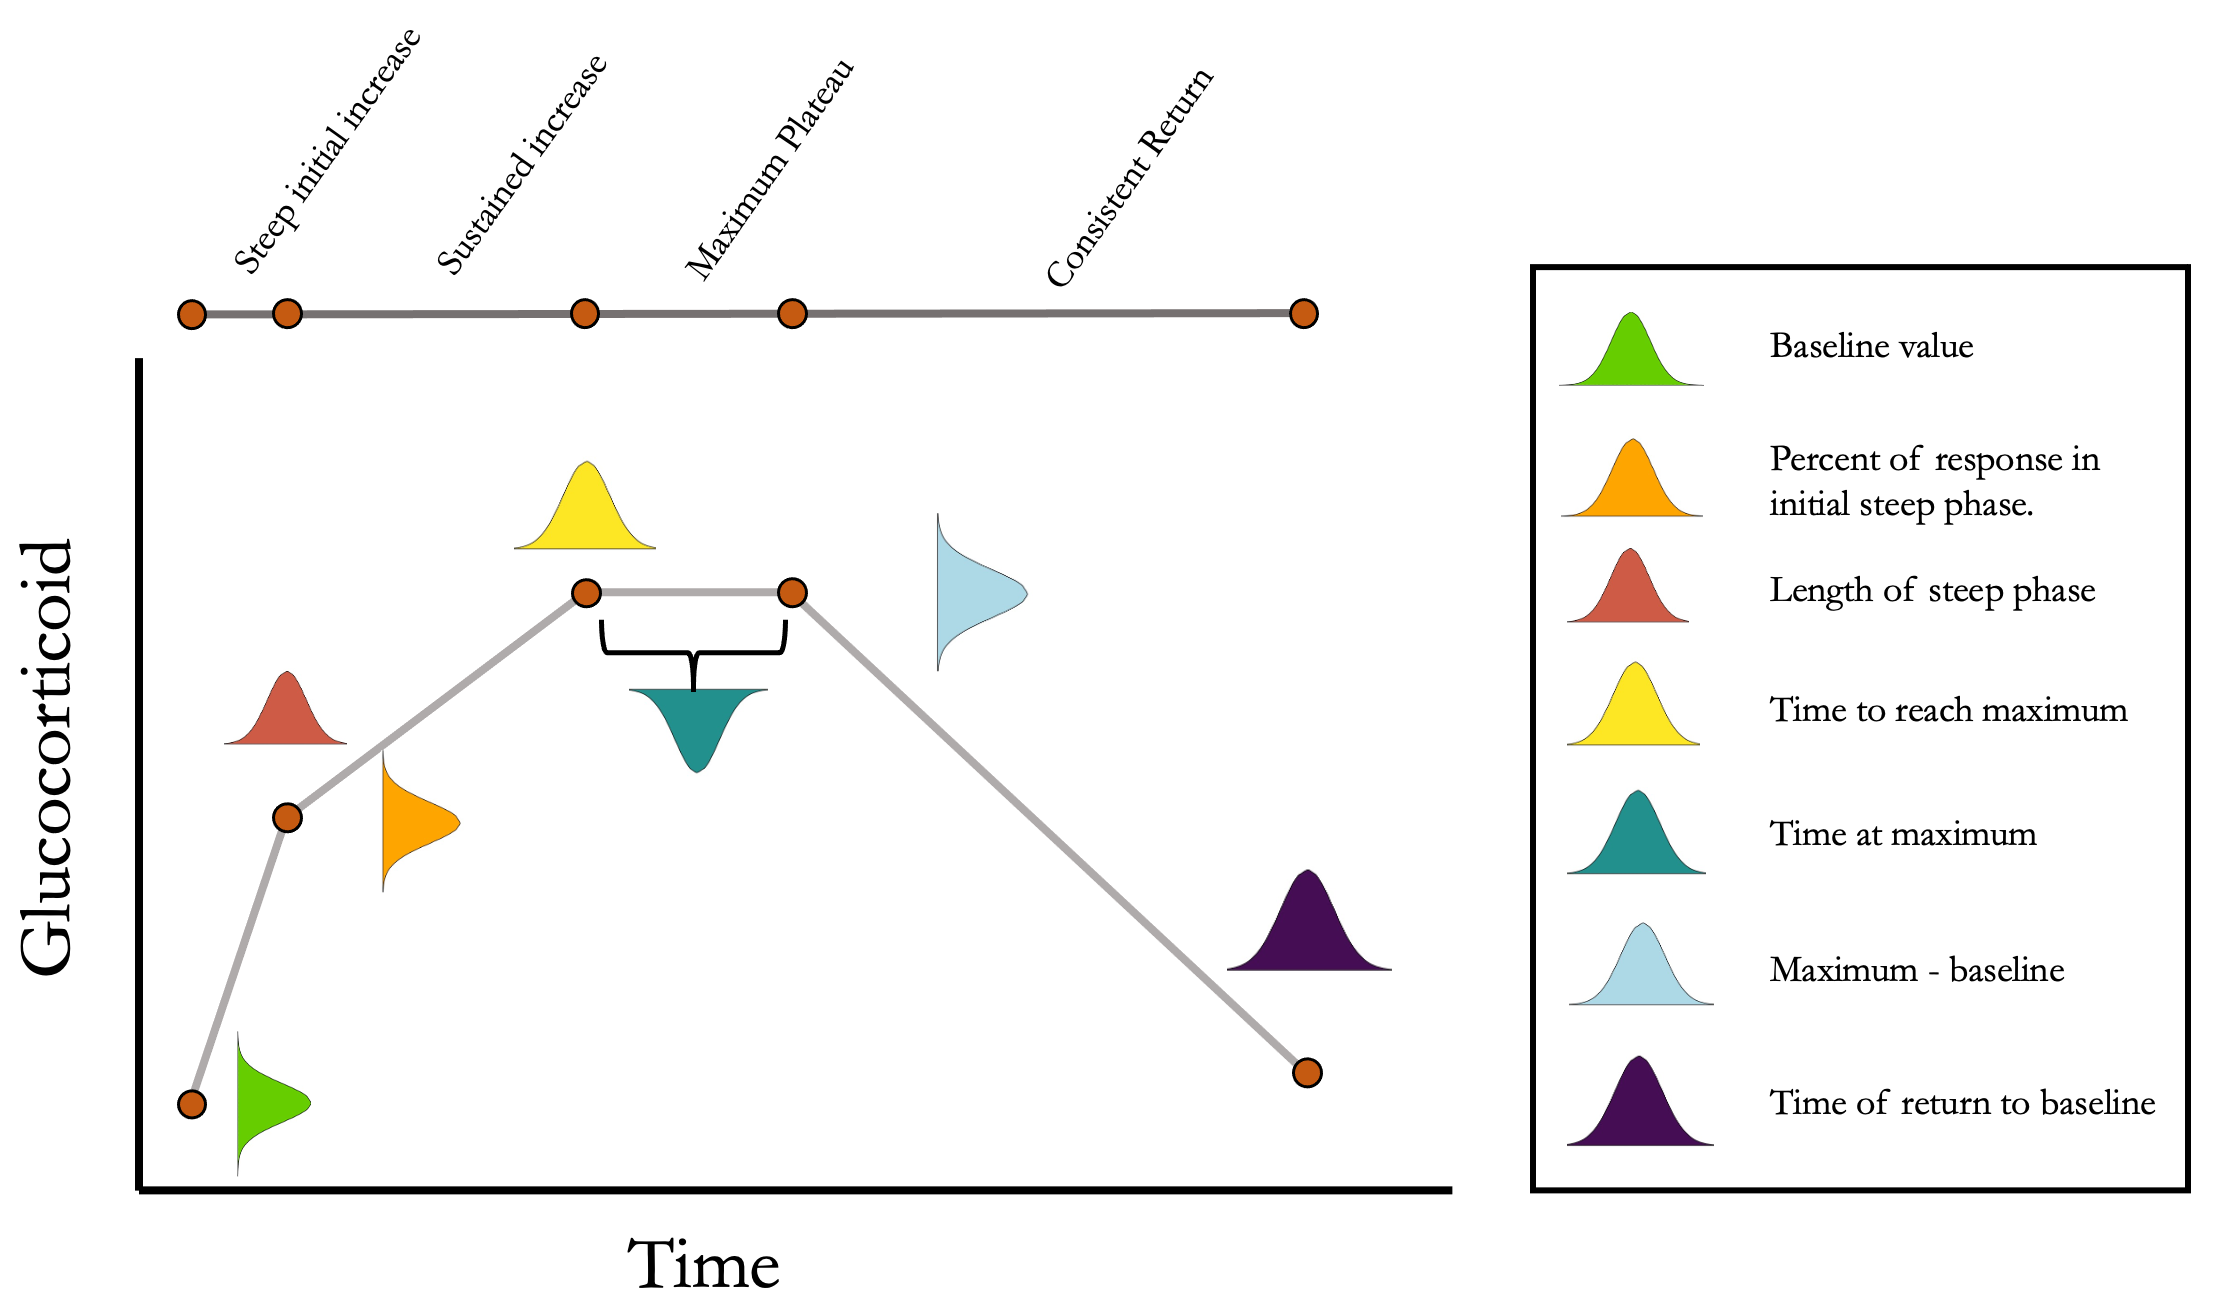 Steep initial increase
Sustained increase
Maximum Plateau
Consistent Return
Glucocorticoid
Time
Baseline value
Percent of response in
initial steep phase.
Length of steep phase
Time to reach maximum
Time at maximum
Maximum - baseline
Time of return to baseline